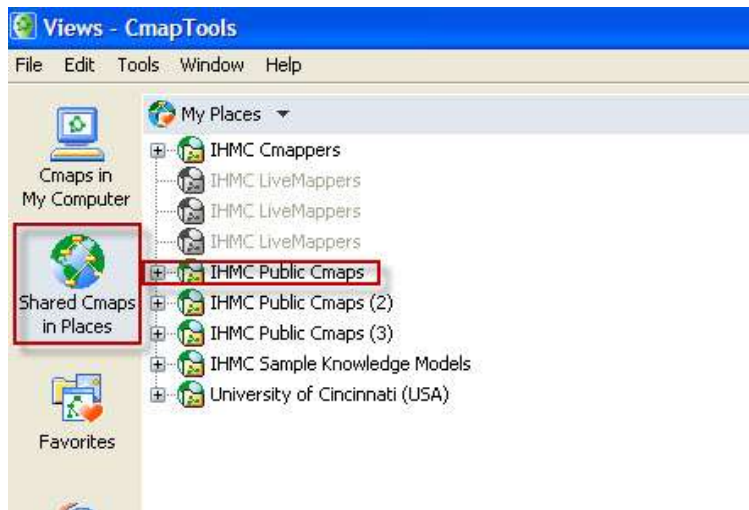 Views - CmapTools
File Edit Tools Window Help
My Places
Cmaps in
My Computer
Shared Cmaps
in Places
Favorites
IHMC Cmappers
IHMC LiveMappers
IHMC LiveMappers
IHMC LiveMappers
IHMC Public Cmaps
IHMC Public Cmaps (2)
IHMC Public Cmaps (3)
IHMC Sample Knowledge Models
University of Cincinnati (USA)